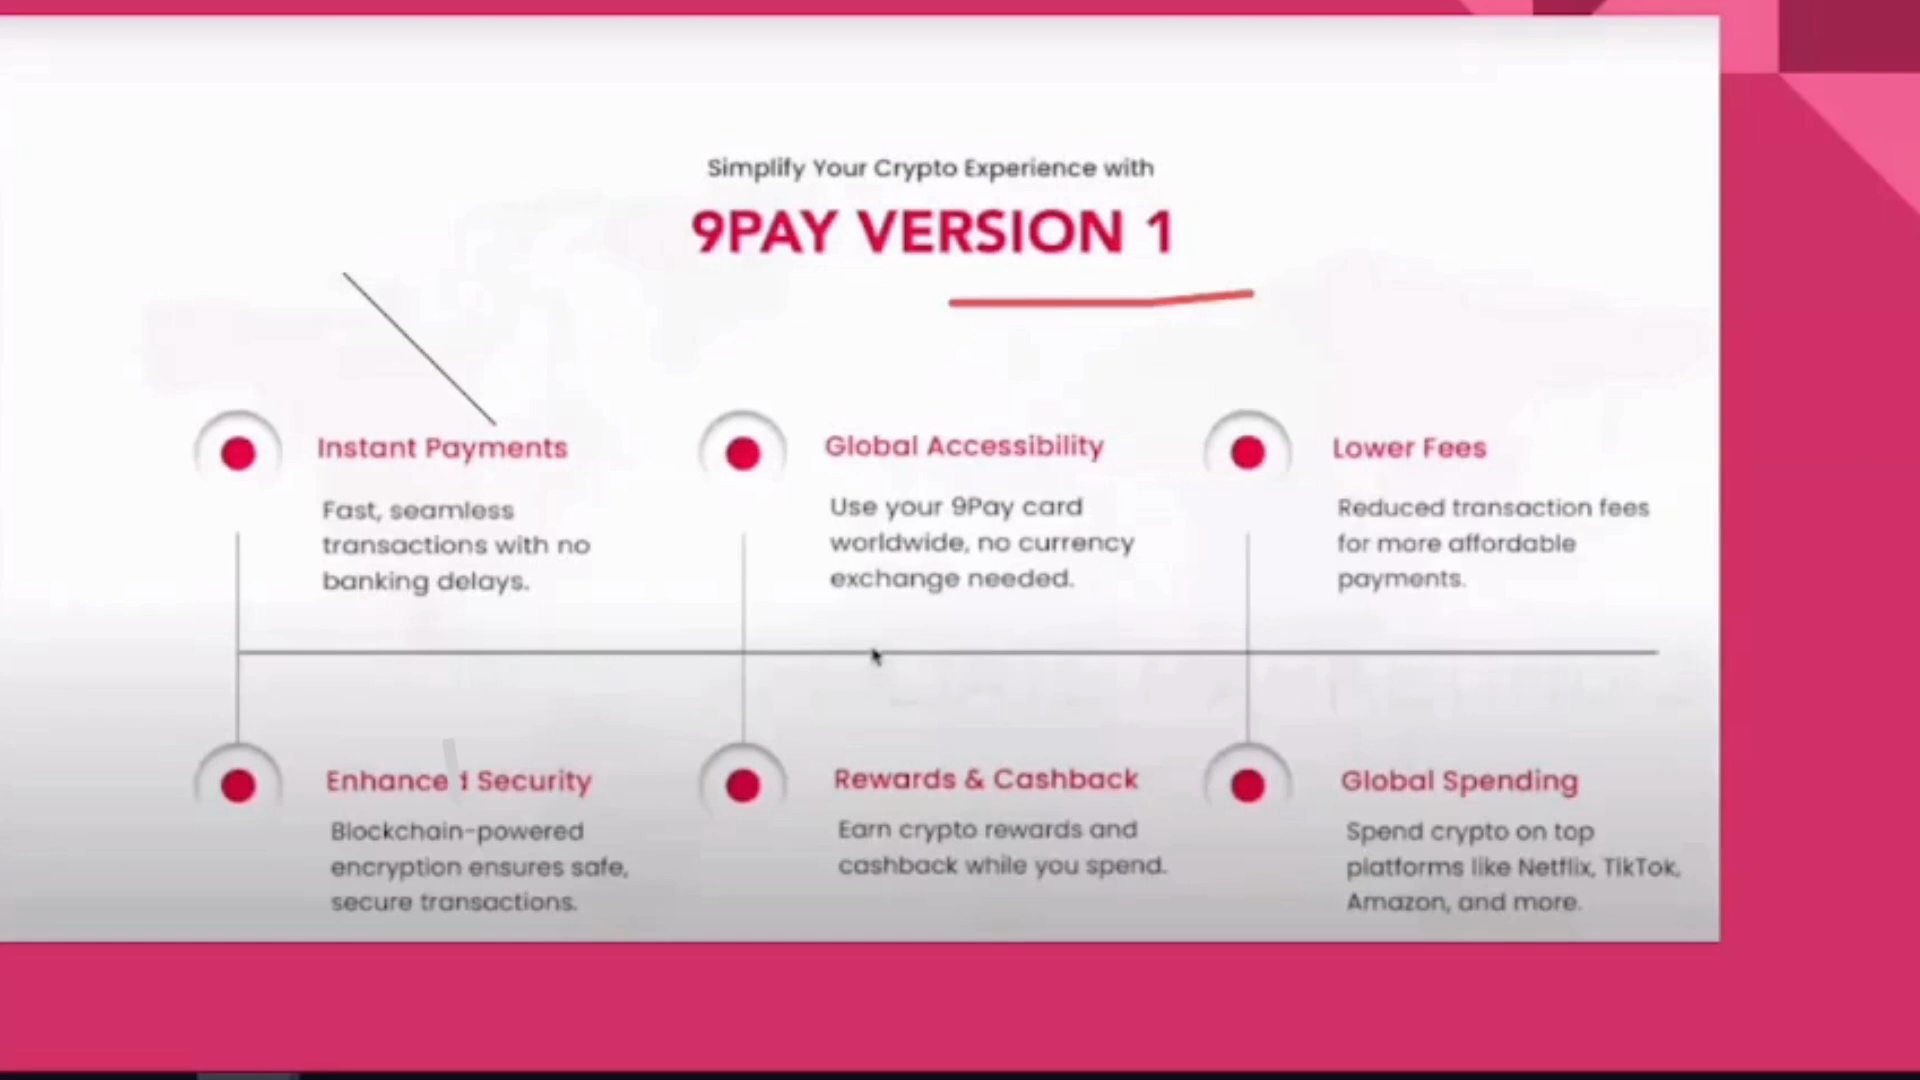 Simplify Your Crypto Experience with
9PAY VERSION 1
Instant Payments
Fast, seamless
transactions with no
banking delays.
Global Accessibility
Use your 9Pay card
worldwide, no currency
exchange needed.
Lower Fees
Reduced transaction fees
for more affordable
payments.
Enhanced Security
Blockchain-powered
encryption ensures safe,
secure transactions.
Rewards & Cashback
Earn crypto rewards and
cashback while you spend.
Global Spending
Spend crypto on top
platforms like Netflix, TikTok,
Amazon, and more.